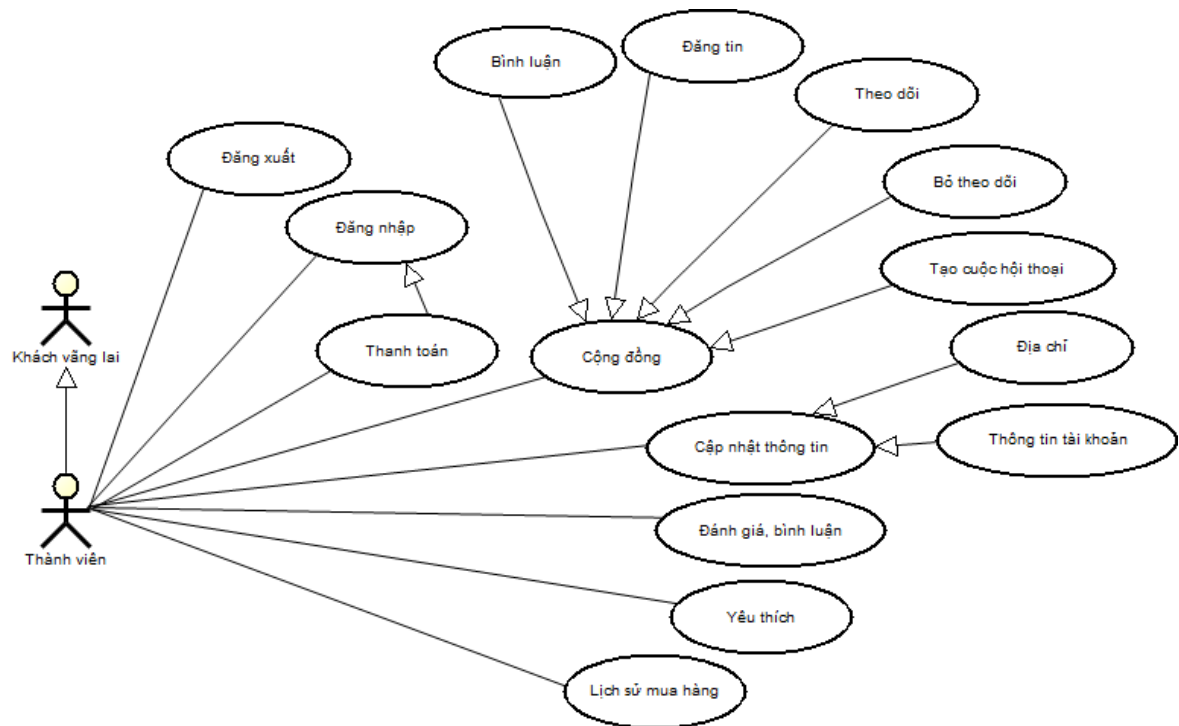 Đăng tin
Bình luận
Theo dõi
Đăng xuất
Bỏ theo dõi
Đăng nhập
Tạo cuộc hội thoại
Khách vãng lai
Thanh toán
Cộng đồng
Địa chỉ
Thông tin tài khoản
Cập nhật thông tin
Đánh giá, bình luận
Thành viên
Yêu thích
Lịch sử mua hàng